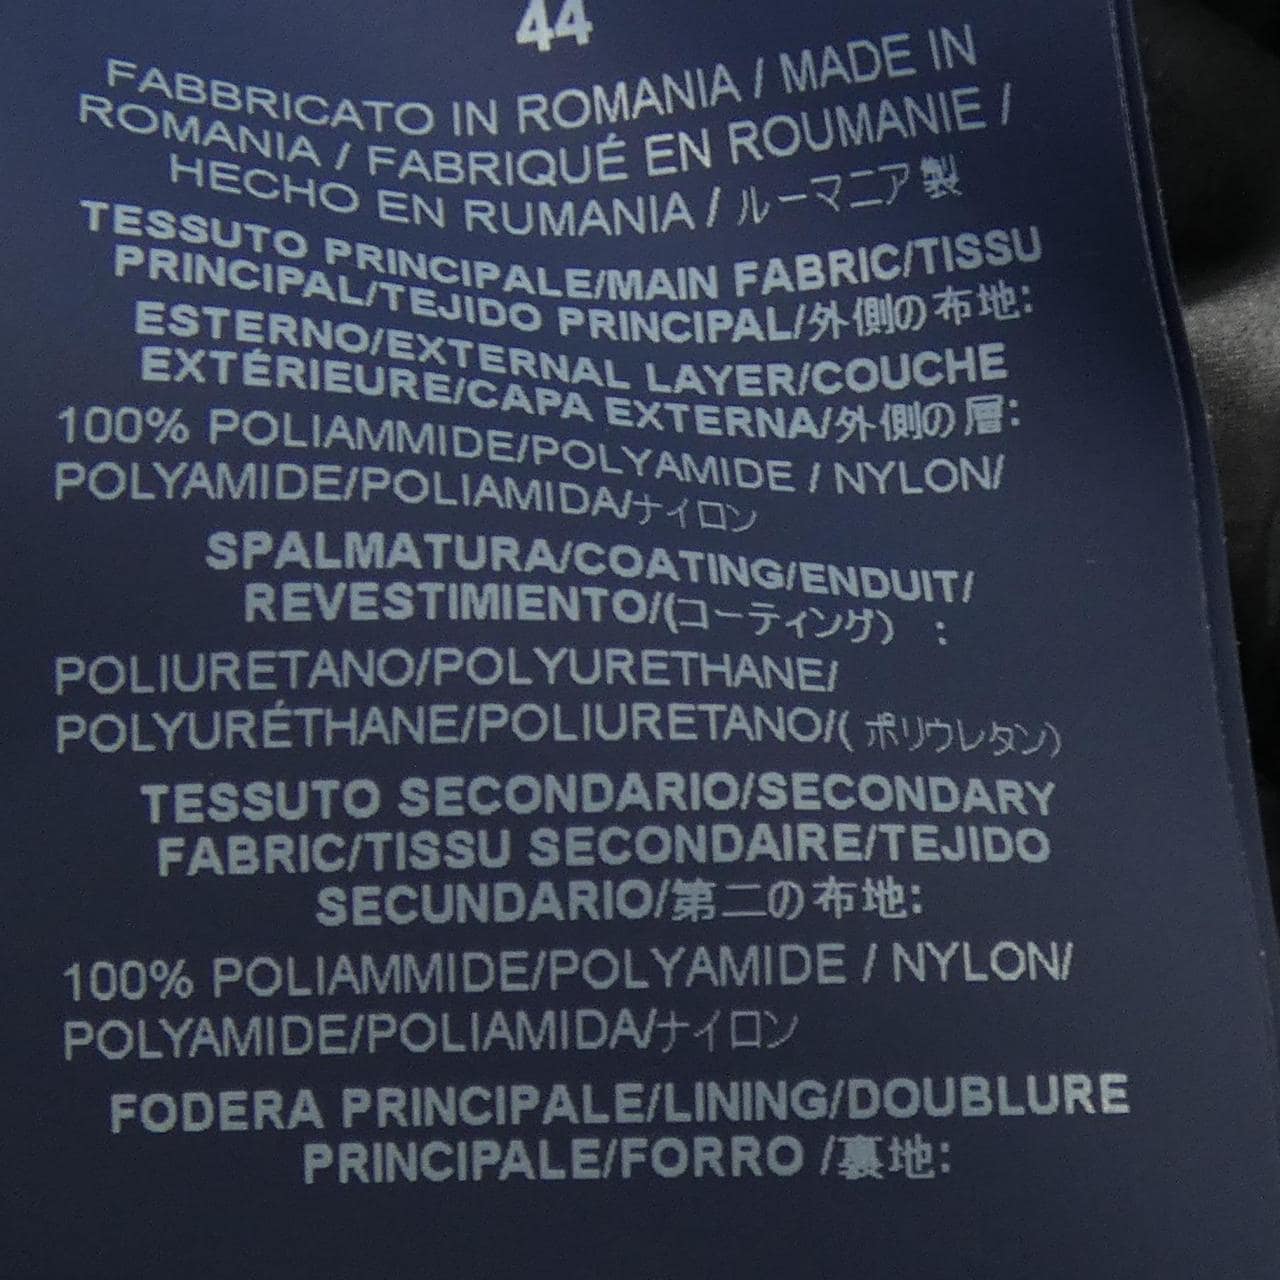 44
FABBRICATO IN ROMANIA / MADE IN
ROMANIA / FABRIQUÉ EN ROUMANIE /
HECHO EN RUMANIA / ルーマニア製
TESSUTO PRINCIPALE/MAIN FABRIC/TISSU
PRINCIPAL/TEJIDO PRINCIPAL/外側の布地:
ESTERNO/EXTERNAL LAYER/COUCHE
EXTÉRIEURE/CAPA EXTERNA/外側の層:
100% POLIAMMIDE/POLYAMIDE / NYLON/
POLYAMIDE/POLIAMIDA/ナイロン
SPALMATURA/COATING/ENDUIT/
REVESTIMIENTO/(コーティング) :
POLIURETANO/POLYURETHANE/
POLYURÉTHANE/POLIURETANO/( ポリウレタン)
TESSUTO SECONDARIO/SECONDARY
FABRIC/TISSU SECONDAIRE/TEJIDO
SECUNDARIO/第二の布地:
100% POLIAMMIDE/POLYAMIDE / NYLON/
POLYAMIDE/POLIAMIDA/ナイロン
FODERA PRINCIPALE/LINING/DOUBLURE
PRINCIPALE/FORRO /裏地: